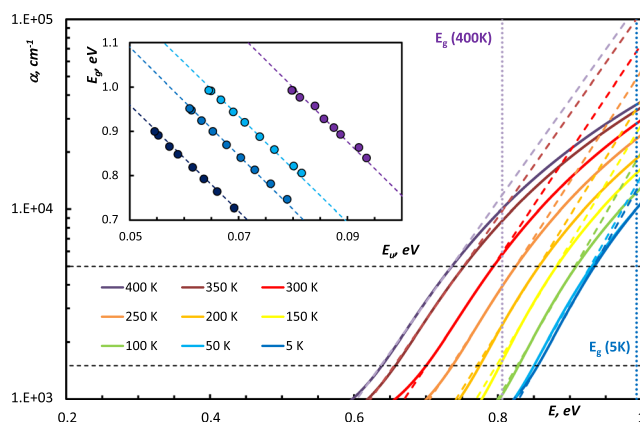 1.E+05
α, cm⁻¹
1.E+04
1.E+03
0.2
0.4
0.6
0.8
1
E, eV
E_g (400K)
E_g (5K)
1.1
1.0
0.9
0.8
0.7
E_g, eV
0.05
0.07
0.09
E_u, eV
400 K
350 K
300 K
250 K
200 K
150 K
100 K
50 K
5 K